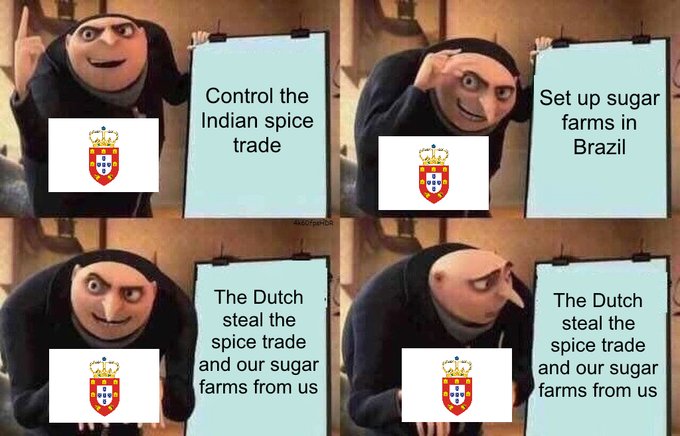 Control the
Indian spice
trade
Set up sugar
farms in
Brazil
The Dutch
steal the
spice trade
and our sugar
farms from us
The Dutch
steal the
spice trade
and our sugar
farms from us